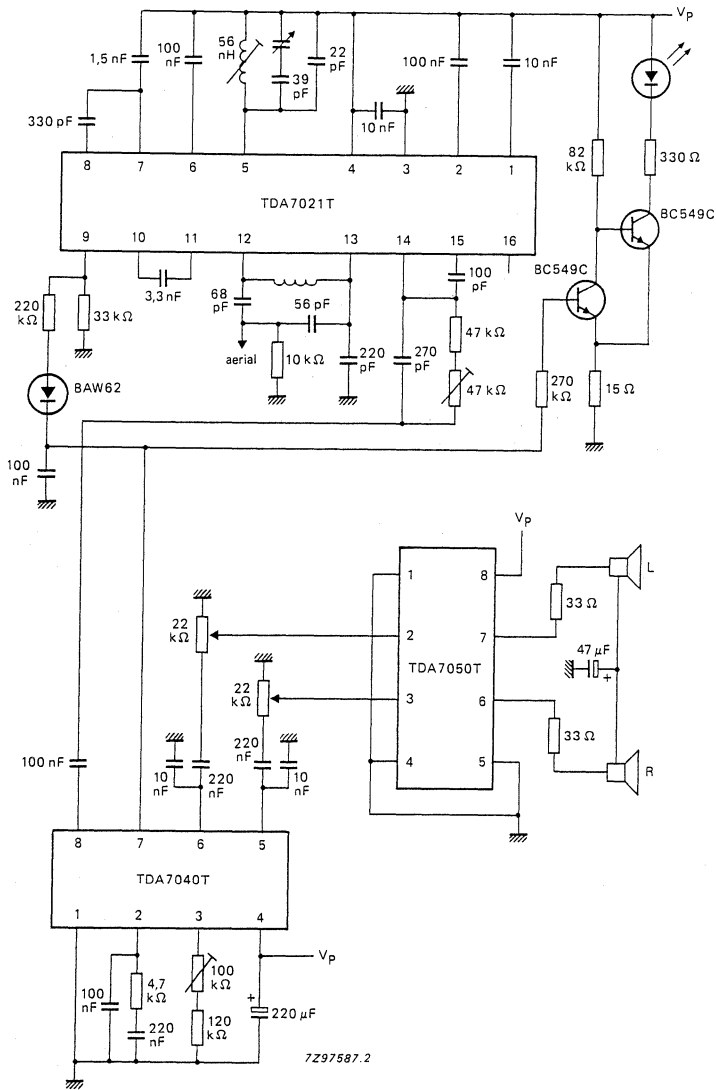 Vp
1,5 nF
100 nF
56 nH
39 pF
22 pF
10 nF
100 nF
10 nF
330 pF
82 kΩ
330 Ω
8 7 6 5 4 3 2 1
TDA7021T
9 10 11 12 13 14 15 16
BC549C
BC549C
220 kΩ
33 kΩ
3,3 nF
68 pF
56 pF
aerial
10 kΩ
220 pF
270 pF
100 pF
47 kΩ
47 kΩ
270 kΩ
15 Ω
BAW62
100 nF
Vp
1 8
2 7
TDA7050T
3 6
4 5
33 Ω
L
47 µF
+
33 Ω
R
22 kΩ
22 kΩ
100 nF
10 nF
220 nF
220 nF
10 nF
8 7 6 5
TDA7040T
1 2 3 4
Vp
100 nF
4,7 kΩ
220 nF
100 kΩ
120 kΩ
+
220 µF
7Z97587.2